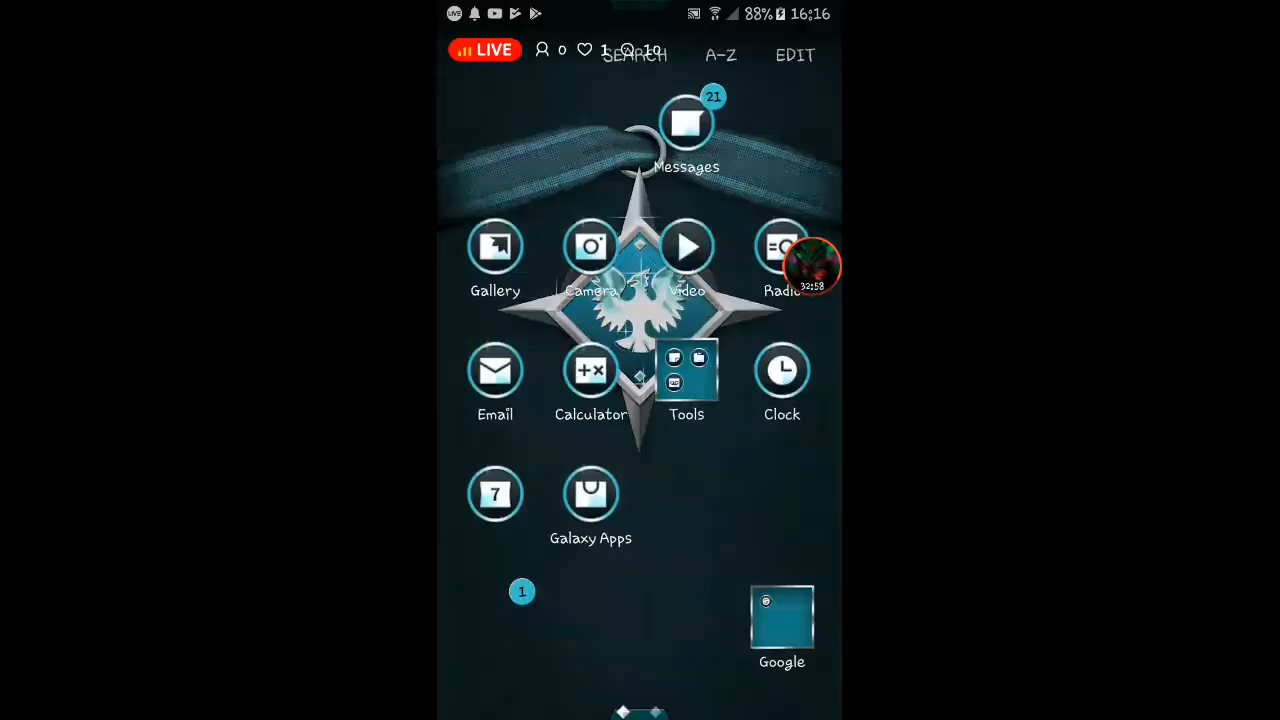 LIVE 88% 16:16
LIVE 0 1 10
SEARCH A-Z EDIT
21
Messages
Gallery Camera Video Radio
32:58
Email Calculator Tools Clock
7
Galaxy Apps
1
Google